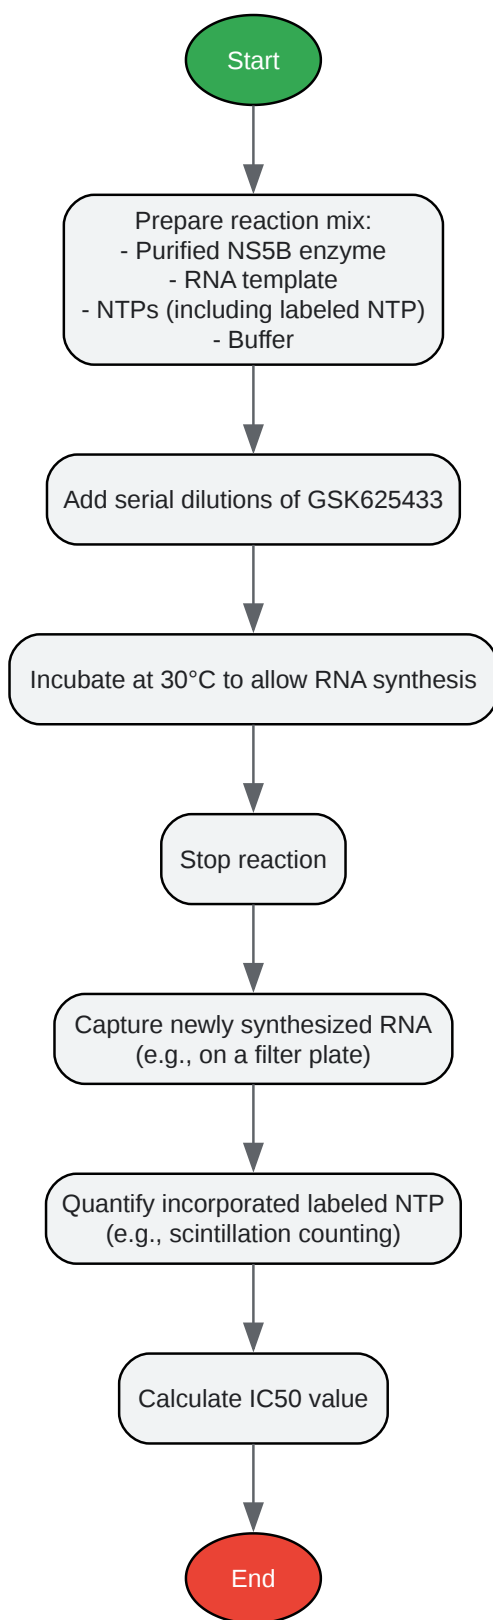 Start
Prepare reaction mix:
- Purified NS5B enzyme
- RNA template
- NTPs (including labeled NTP)
- Buffer
Add serial dilutions of GSK625433
Incubate at 30°C to allow RNA synthesis
Stop reaction
Capture newly synthesized RNA
(e.g., on a filter plate)
Quantify incorporated labeled NTP
(e.g., scintillation counting)
Calculate IC50 value
End